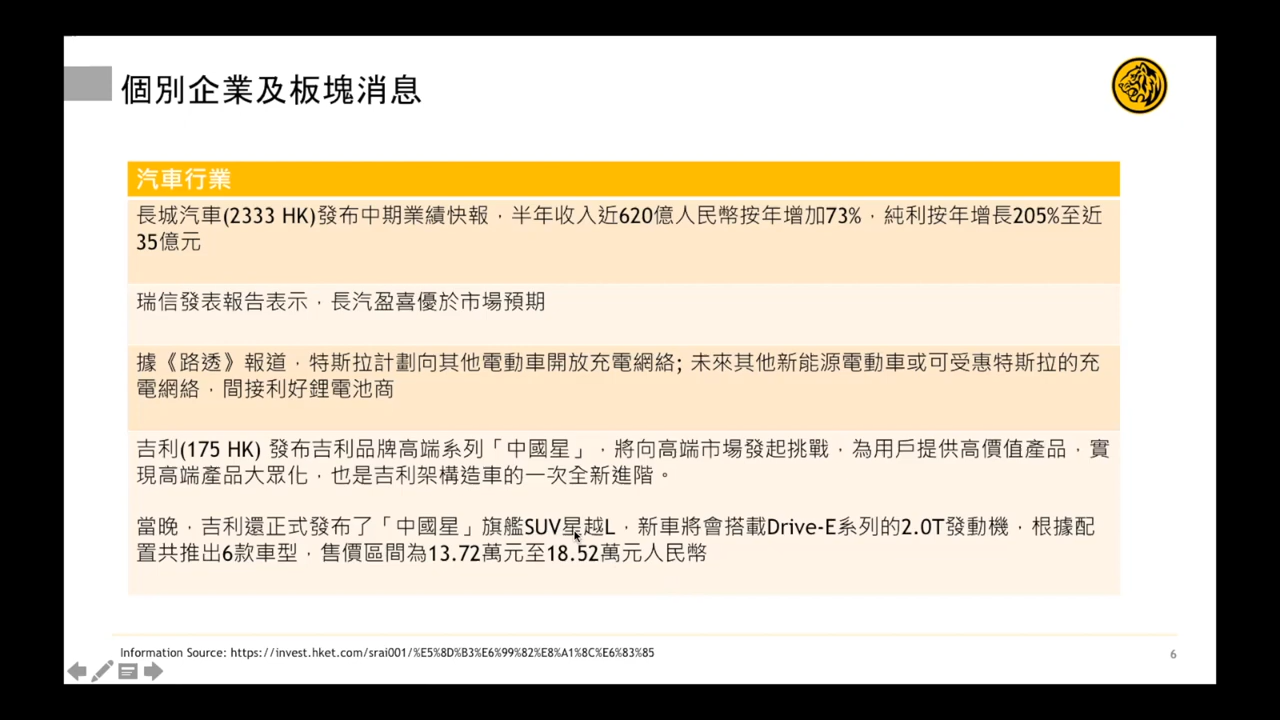 個別企業及板塊消息
汽車行業
長城汽車(2333 HK)發布中期業績快報，半年收入近620億人民幣按年增加73%，純利按年增長205%至近
35億元
瑞信發表報告表示，長汽盈喜優於市場預期
據《路透》報道，特斯拉計劃向其他電動車開放充電網絡; 未來其他新能源電動車或可受惠特斯拉的充
電網絡，間接利好鋰電池商
吉利(175 HK) 發布吉利品牌高端系列「中國星」，將向高端市場發起挑戰，為用戶提供高價值產品，實
現高端產品大眾化，也是吉利架構造車的一次全新進階。
當晚，吉利還正式發布了「中國星」旗艦SUV星越L，新車將會搭載Drive-E系列的2.0T發動機，根據配
置共推出6款車型，售價區間為13.72萬元至18.52萬元人民幣
Information Source: https://invest.hket.com/srai001/%E5%8D%B3%E6%99%82%E8%A1%8C%E6%83%85
6